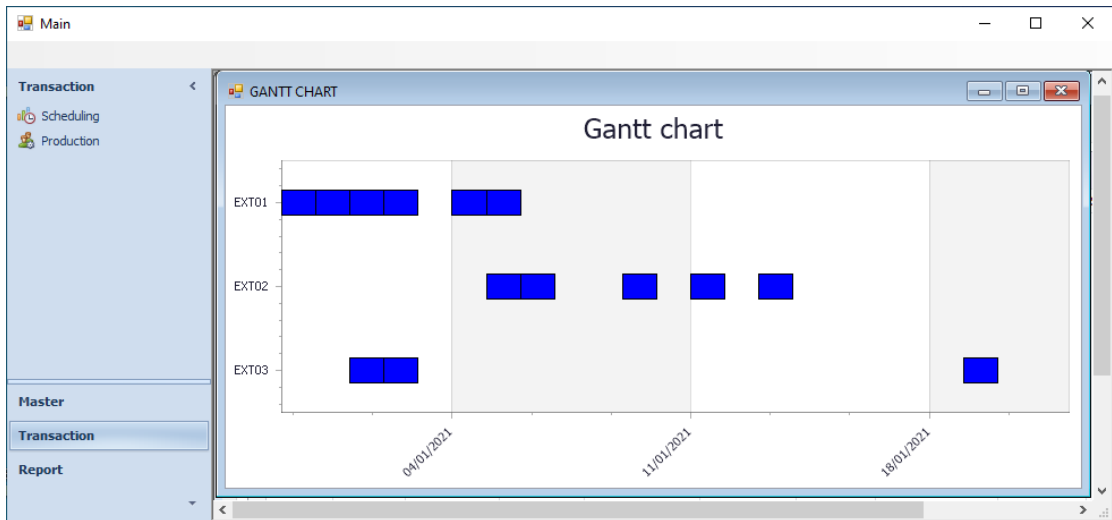 Main
Transaction
Scheduling
Production
Master
Transaction
Report
GANTT CHART
Gantt chart
EXT01
EXT02
EXT03
04/01/2021
11/01/2021
18/01/2021